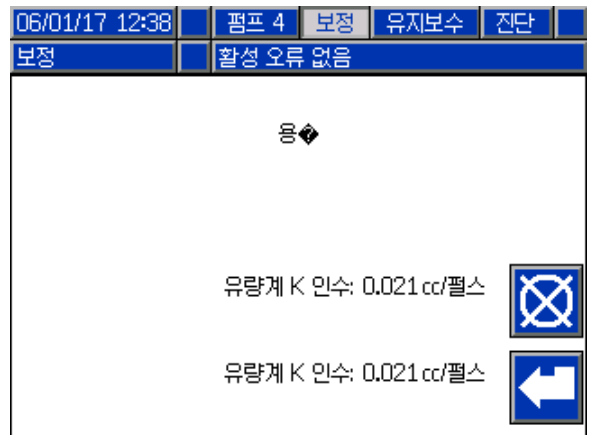 06/01/17 12:38 펌프 4 보정 유지보수 진단
보정 활성 오류 없음
용�
유량계 K 인수: 0.021 cc/펄스
유량계 K 인수: 0.021 cc/펄스